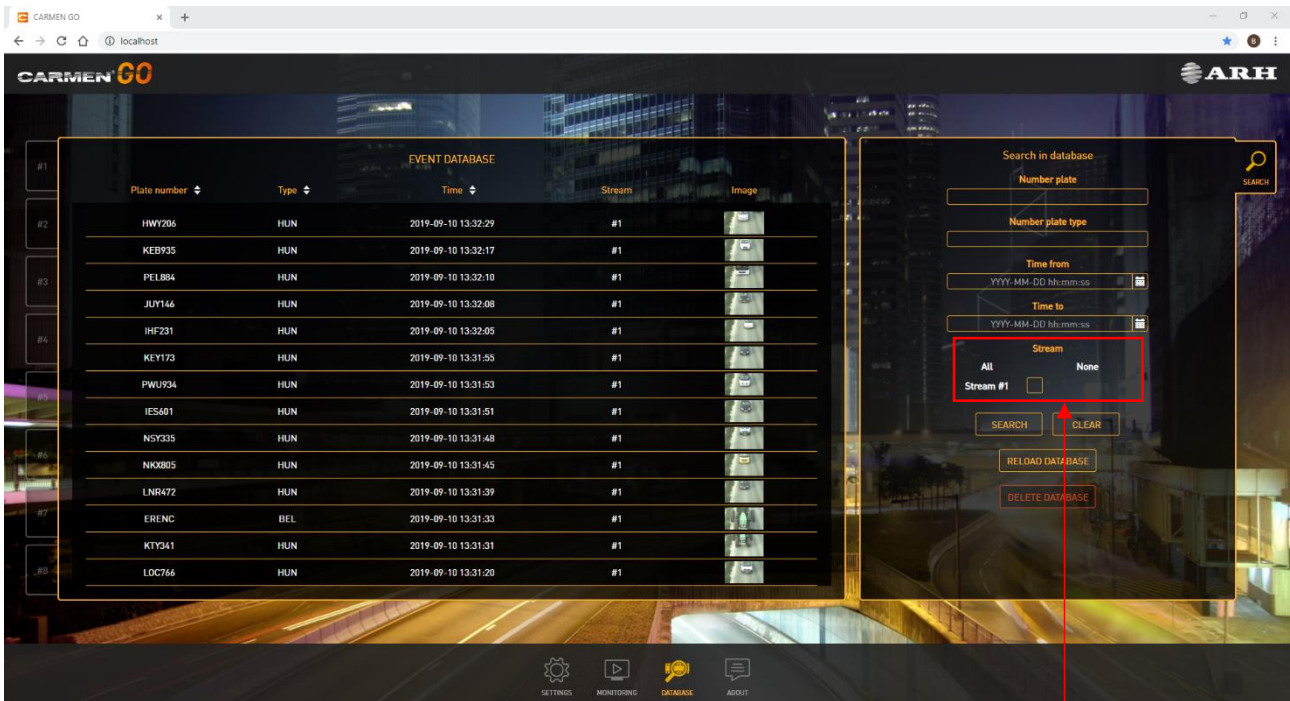 CARMEN GO
localhost
B
CARMEN GO
ARH
#1
#2
#3
#4
#5
#6
#7
#8
EVENT DATABASE
Plate number Type Time Stream Image
HWY206 HUN 2019-09-10 13:32:29 #1
KEB935 HUN 2019-09-10 13:32:17 #1
PEL884 HUN 2019-09-10 13:32:10 #1
JUY146 HUN 2019-09-10 13:32:08 #1
IHF231 HUN 2019-09-10 13:32:05 #1
KEY173 HUN 2019-09-10 13:31:55 #1
PWU934 HUN 2019-09-10 13:31:53 #1
IES601 HUN 2019-09-10 13:31:51 #1
NSY335 HUN 2019-09-10 13:31:48 #1
NKX805 HUN 2019-09-10 13:31:45 #1
LNR472 HUN 2019-09-10 13:31:39 #1
ERENC BEL 2019-09-10 13:31:33 #1
KTY341 HUN 2019-09-10 13:31:31 #1
LOC766 HUN 2019-09-10 13:31:20 #1
Search in database
Number plate
Number plate type
Time from
YYYY-MM-DD hh:mm:ss
Time to
YYYY-MM-DD hh:mm:ss
Stream
All None
Stream #1
SEARCH CLEAR
RELOAD DATABASE
DELETE DATABASE
SEARCH
SETTINGS MONITORING DATABASE ABOUT